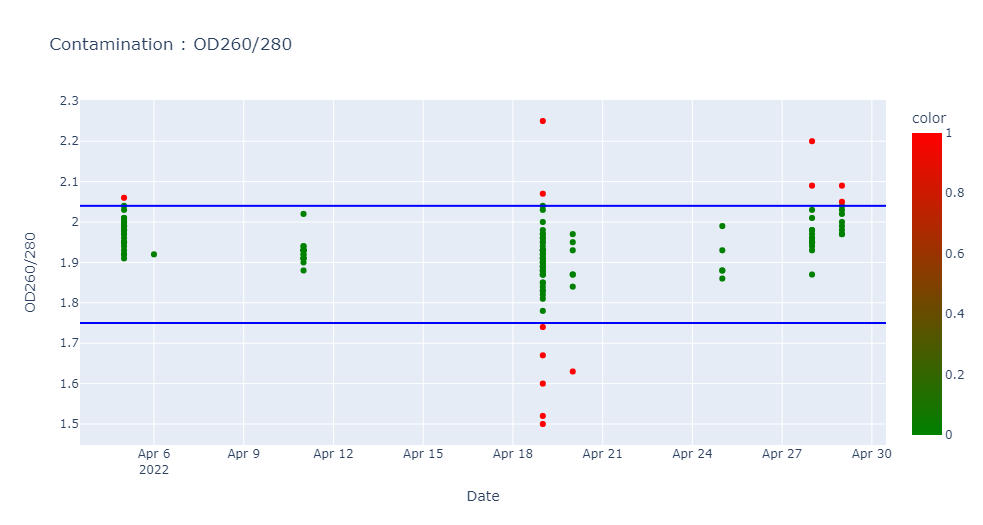 Contamination : OD260/280
OD260/280
2.3
2.2
2.1
2
1.9
1.8
1.7
1.6
1.5
Apr 6
2022
Apr 9
Apr 12
Apr 15
Apr 18
Apr 21
Apr 24
Apr 27
Apr 30
Date
color
1
0.8
0.6
0.4
0.2
0